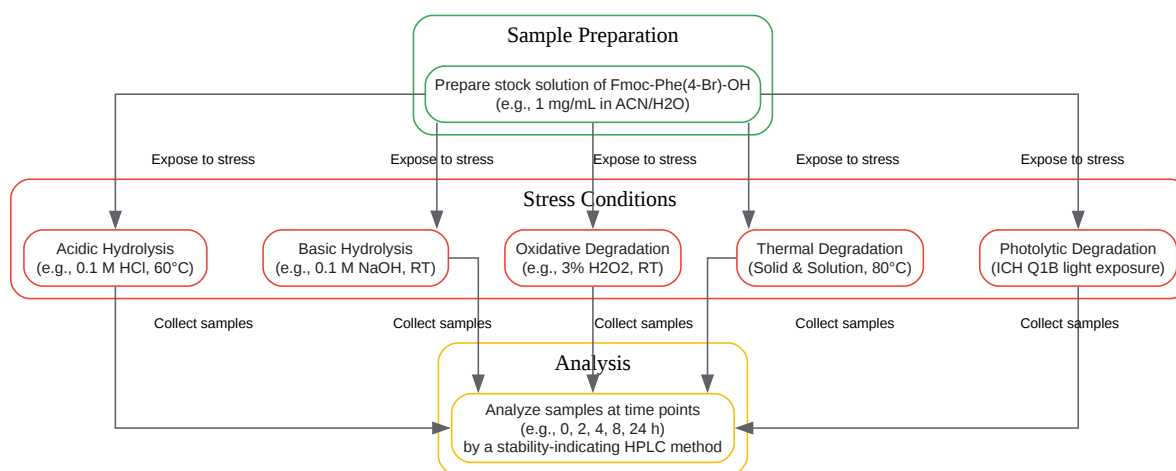 Sample Preparation
Prepare stock solution of Fmoc-Phe(4-Br)-OH
(e.g., 1 mg/mL in ACN/H2O)
Expose to stress
Expose to stress
Expose to stress
Expose to stress
Expose to stress
Stress Conditions
Acidic Hydrolysis
(e.g., 0.1 M HCl, 60°C)
Basic Hydrolysis
(e.g., 0.1 M NaOH, RT)
Oxidative Degradation
(e.g., 3% H2O2, RT)
Thermal Degradation
(Solid & Solution, 80°C)
Photolytic Degradation
(ICH Q1B light exposure)
Collect samples
Collect samples
Collect samples
Collect samples
Collect samples
Analysis
Analyze samples at time points
(e.g., 0, 2, 4, 8, 24 h)
by a stability-indicating HPLC method